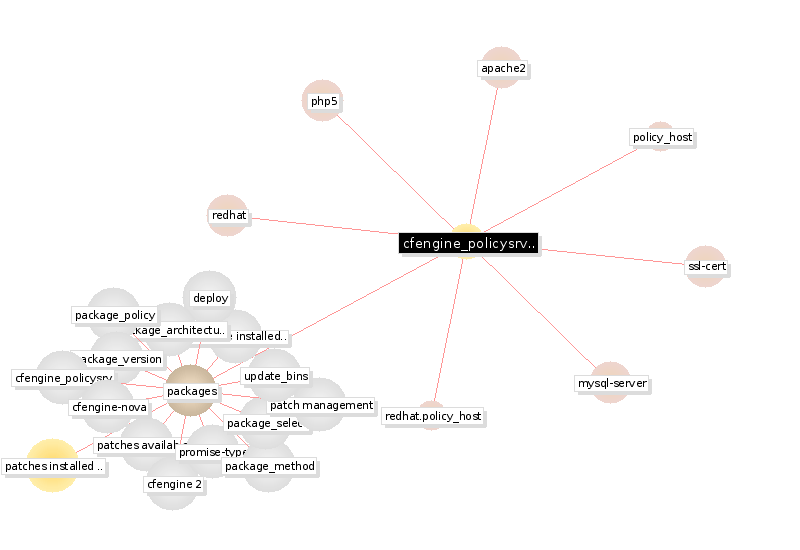 apache2
php5
policy_host
redhat
cfengine_policysrv..
ssl-cert
deploy
package_policy
kage_architectu..
e installed..
ackage_version
cfengine_policysrv
update_bins
packages
mysql-server
cfengine-nova
patch management
redhat.policy_host
package_selec
patches availab
promise-type
patches installed ..
package_method
cfengine 2